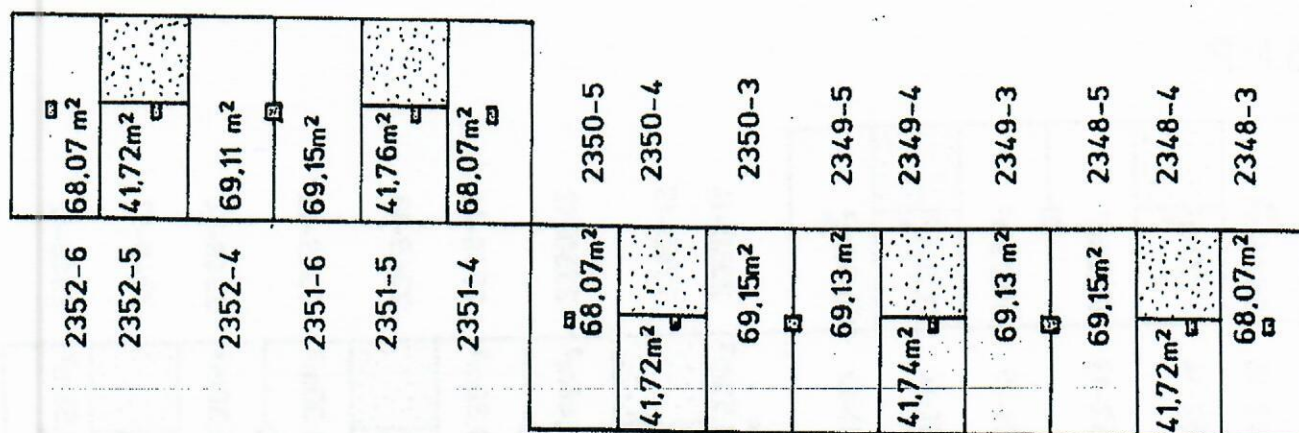 68,07 m²
41,72m²
69,11 m²
69,15m²
41,76m²
68,07m²
2352-6
2352-5
2352-4
2351-6
2351-5
2351-4
2350-5
2350-4
2350-3
2349-5
2349-4
2349-3
2348-5
2348-4
2348-3
68,07m²
41,72m²
69,15m²
69,13 m²
41,74m²
69,13 m²
69,15m²
41,72m²
68,07m²